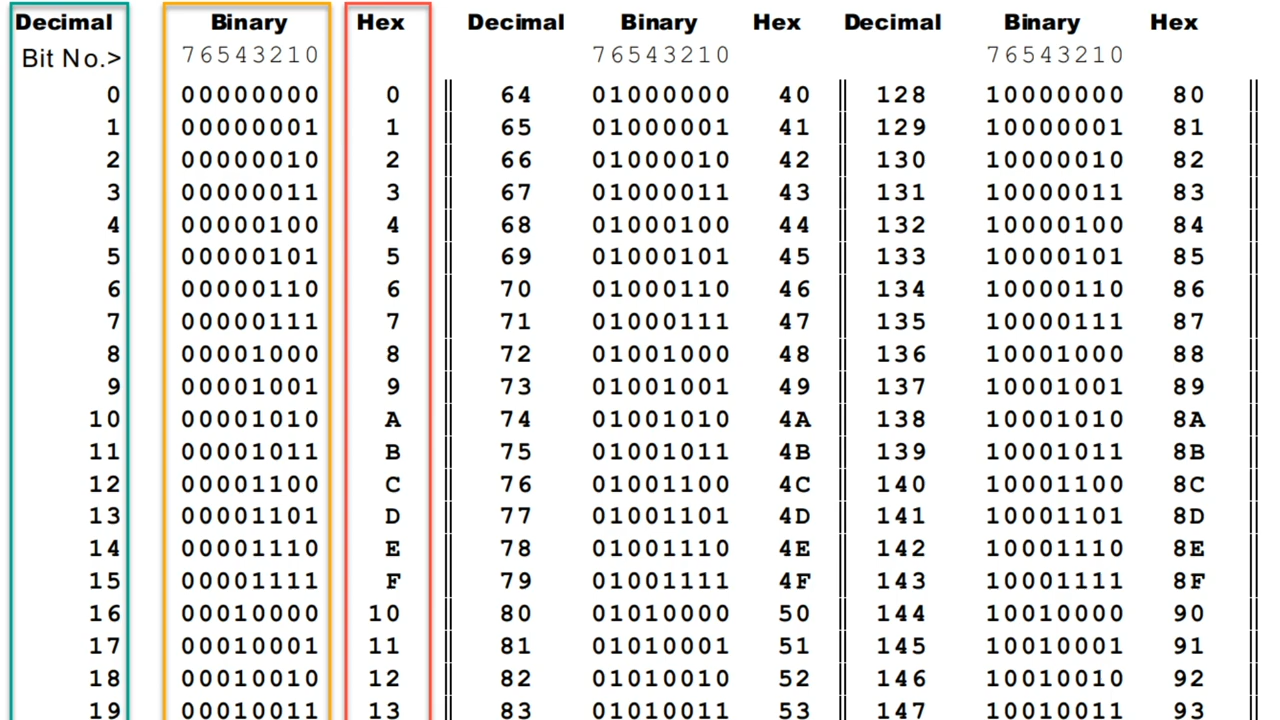 Decimal Binary Hex Decimal Binary Hex Decimal Binary Hex
Bit No.> 76543210 76543210 76543210
0 00000000 0 64 01000000 40 128 10000000 80
1 00000001 1 65 01000001 41 129 10000001 81
2 00000010 2 66 01000010 42 130 10000010 82
3 00000011 3 67 01000011 43 131 10000011 83
4 00000100 4 68 01000100 44 132 10000100 84
5 00000101 5 69 01000101 45 133 10000101 85
6 00000110 6 70 01000110 46 134 10000110 86
7 00000111 7 71 01000111 47 135 10000111 87
8 00001000 8 72 01001000 48 136 10001000 88
9 00001001 9 73 01001001 49 137 10001001 89
10 00001010 A 74 01001010 4A 138 10001010 8A
11 00001011 B 75 01001011 4B 139 10001011 8B
12 00001100 C 76 01001100 4C 140 10001100 8C
13 00001101 D 77 01001101 4D 141 10001101 8D
14 00001110 E 78 01001110 4E 142 10001110 8E
15 00001111 F 79 01001111 4F 143 10001111 8F
16 00010000 10 80 01010000 50 144 10010000 90
17 00010001 11 81 01010001 51 145 10010001 91
18 00010010 12 82 01010010 52 146 10010010 92
19 00010011 13 83 01010011 53 147 10010011 93